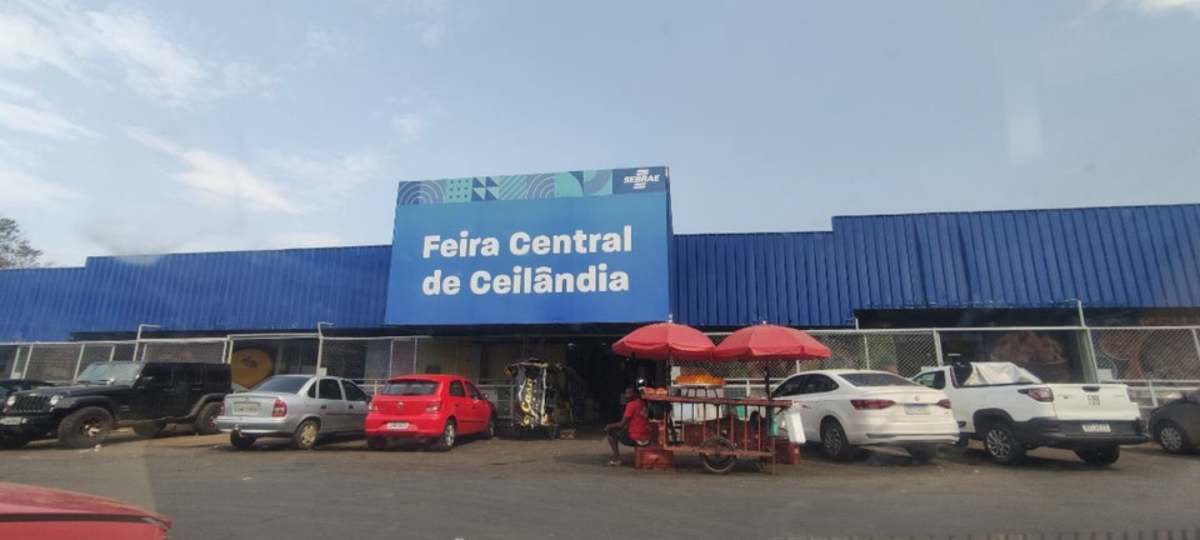 SEBRAE
Feira Central
de Ceilândia